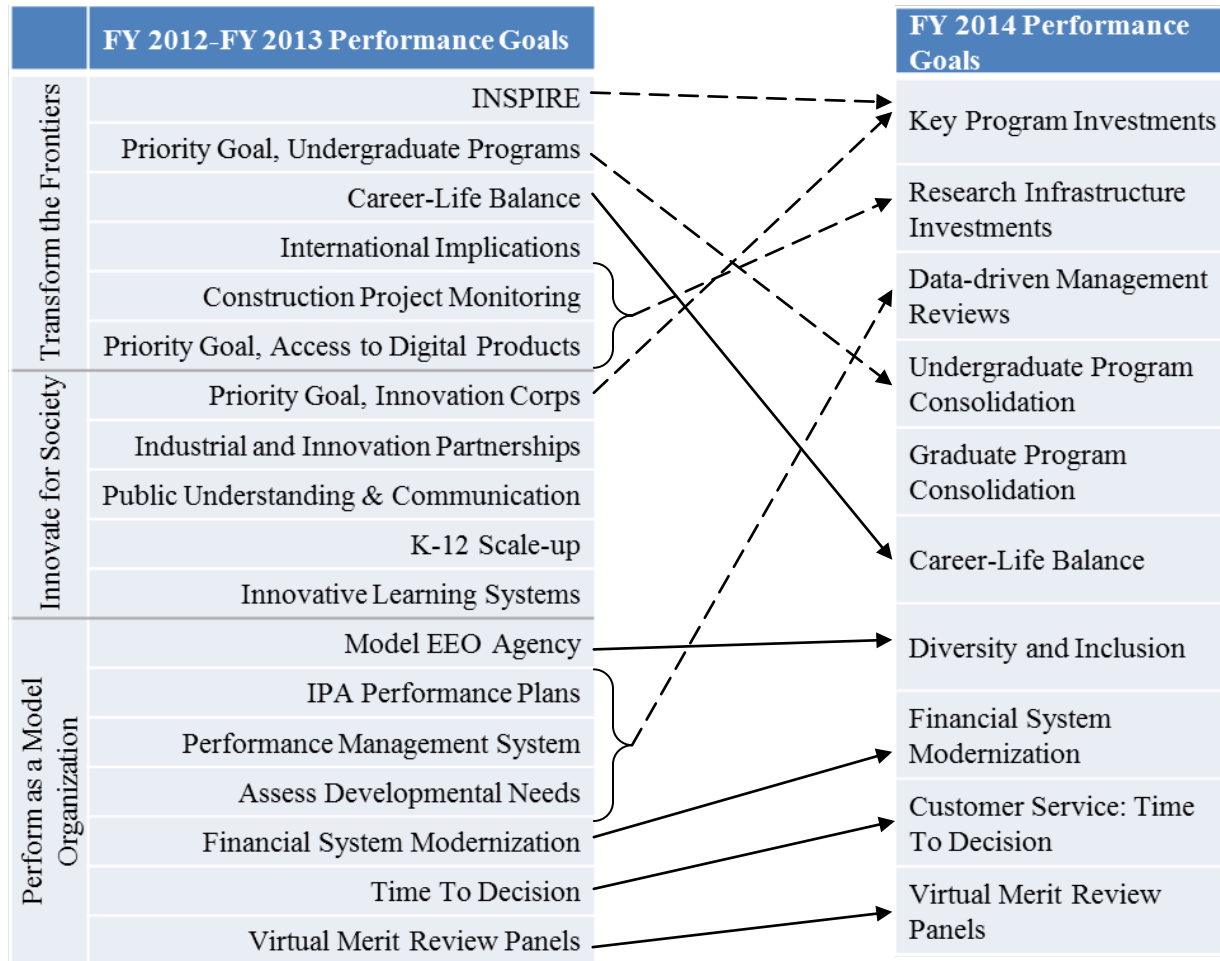 FY 2012-FY 2013 Performance Goals
Transform the Frontiers
INSPIRE
Priority Goal, Undergraduate Programs
Career-Life Balance
International Implications
Construction Project Monitoring
Priority Goal, Access to Digital Products
Innovate for Society
Priority Goal, Innovation Corps
Industrial and Innovation Partnerships
Public Understanding & Communication
K-12 Scale-up
Innovative Learning Systems
Perform as a Model
Organization
Model EEO Agency
IPA Performance Plans
Performance Management System
Assess Developmental Needs
Financial System Modernization
Time To Decision
Virtual Merit Review Panels
FY 2014 Performance
Goals
Key Program Investments
Research Infrastructure
Investments
Data-driven Management
Reviews
Undergraduate Program
Consolidation
Graduate Program
Consolidation
Career-Life Balance
Diversity and Inclusion
Financial System
Modernization
Customer Service: Time
To Decision
Virtual Merit Review
Panels